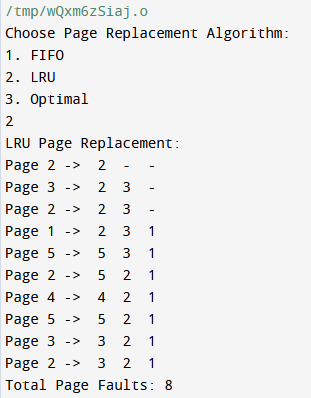 /tmp/wQxm6zSiaj.o
Choose Page Replacement Algorithm:
1. FIFO
2. LRU
3. Optimal
2
LRU Page Replacement:
Page 2 ->  2  -  -
Page 3 ->  2  3  -
Page 2 ->  2  3  -
Page 1 ->  2  3  1
Page 5 ->  5  3  1
Page 2 ->  5  2  1
Page 4 ->  4  2  1
Page 5 ->  5  2  1
Page 3 ->  3  2  1
Page 2 ->  3  2  1
Total Page Faults: 8